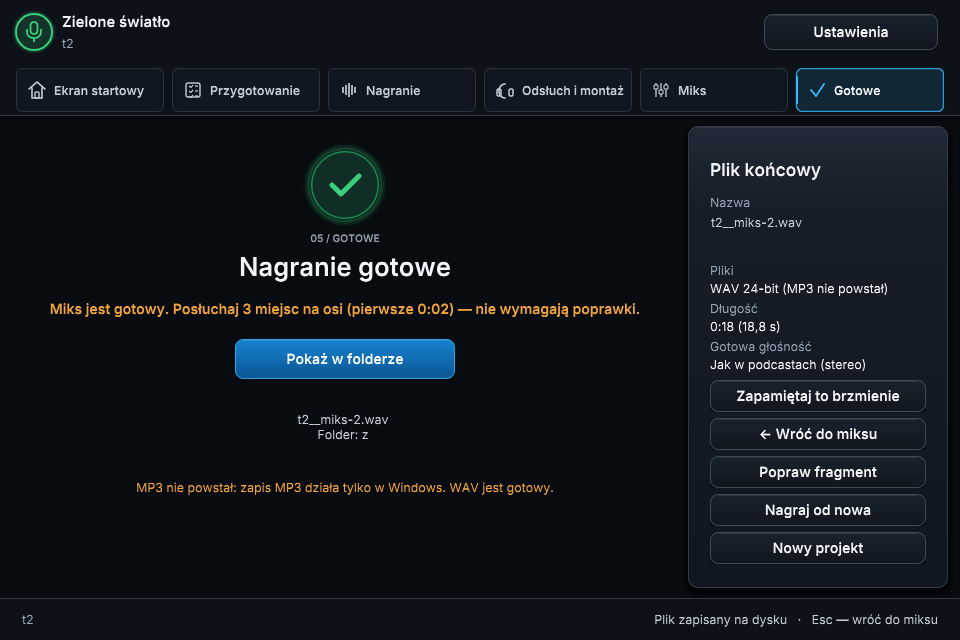 Zielone światło
t2
Ustawienia
Ekran startowy
Przygotowanie
Nagranie
Odsłuch i montaż
Miks
Gotowe
05 / GOTOWE
Nagranie gotowe
Miks jest gotowy. Posłuchaj 3 miejsc na osi (pierwsze 0:02) — nie wymagają poprawki.
Pokaż w folderze
t2__miks-2.wav
Folder: z
MP3 nie powstał: zapis MP3 działa tylko w Windows. WAV jest gotowy.
Plik końcowy
Nazwa
t2__miks-2.wav
Pliki
WAV 24-bit (MP3 nie powstał)
Długość
0:18 (18,8 s)
Gotowa głośność
Jak w podcastach (stereo)
Zapamiętaj to brzmienie
← Wróć do miksu
Popraw fragment
Nagraj od nowa
Nowy projekt
t2
Plik zapisany na dysku · Esc — wróć do miksu